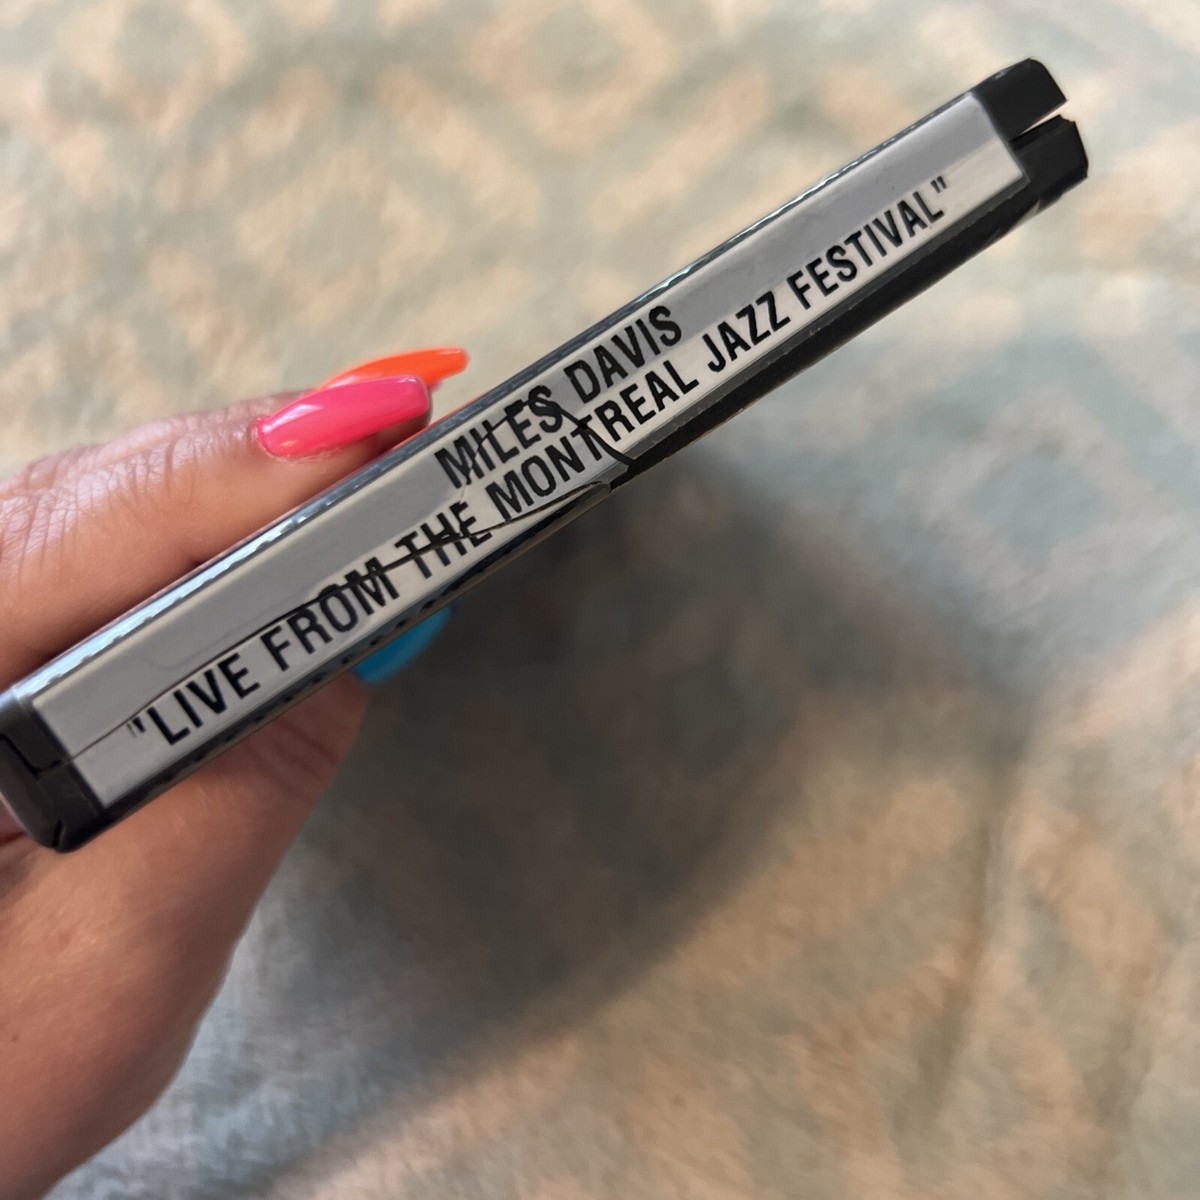 MILES DAVIS
"LIVE FROM THE MONTREAL JAZZ FESTIVAL"